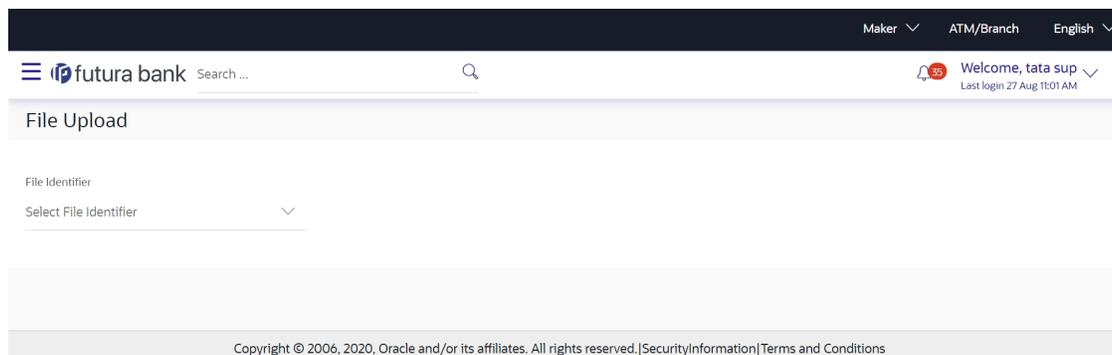 Maker ATM/Branch English
futura bank Search ... 35 Welcome, tata sup
Last login 27 Aug 11:01 AM
File Upload
File Identifier
Select File Identifier
Copyright © 2006, 2020, Oracle and/or its affiliates. All rights reserved.|SecurityInformation|Terms and Conditions